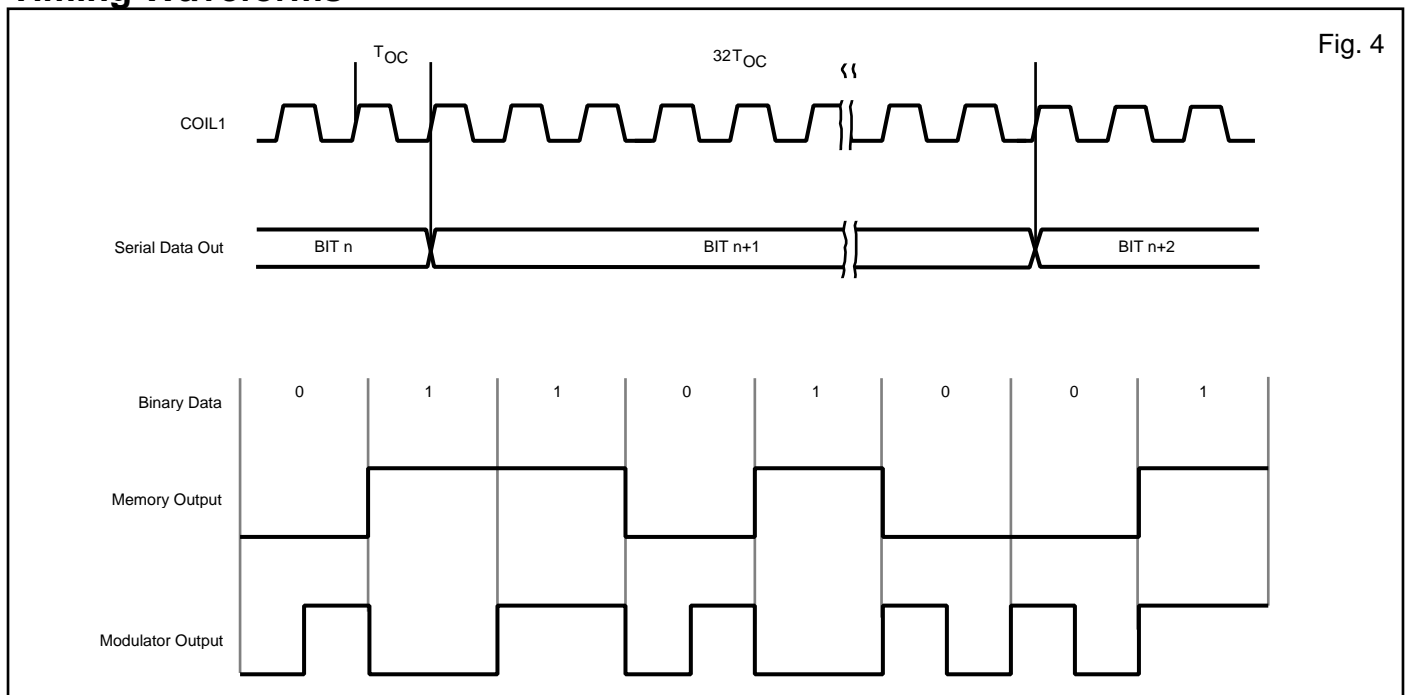 Timing Waveforms
Fig. 4
TOC 32TOC
COIL1
Serial Data Out BIT n BIT n+1 BIT n+2
Binary Data 0 1 1 0 1 0 0 1
Memory Output
Modulator Output